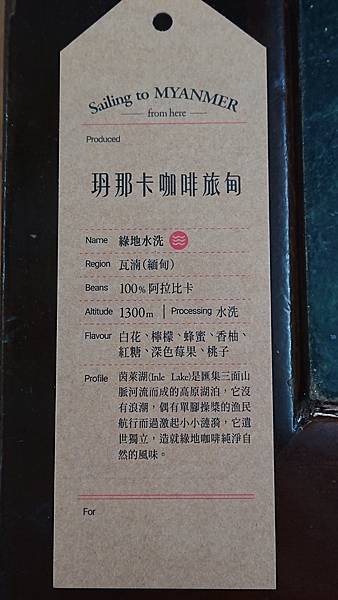 Sailing to MYANMER
from here
Produced
玬那卡咖啡旅甸
Name 綠地水洗
Region 瓦湳(緬甸)
Beans 100%阿拉比卡
Altitude 1300m | Processing 水洗
Flavour 白花、檸檬、蜂蜜、香柚、
紅糖、深色莓果、桃子
Profile 茵萊湖(Inle Lake)是匯集三面山
脈河流而成的高原湖泊，它沒
有浪潮，偶有單腳操槳的漁民
航行而過激起小小漣漪，它遺
世獨立，造就綠地咖啡純淨自
然的風味。
For